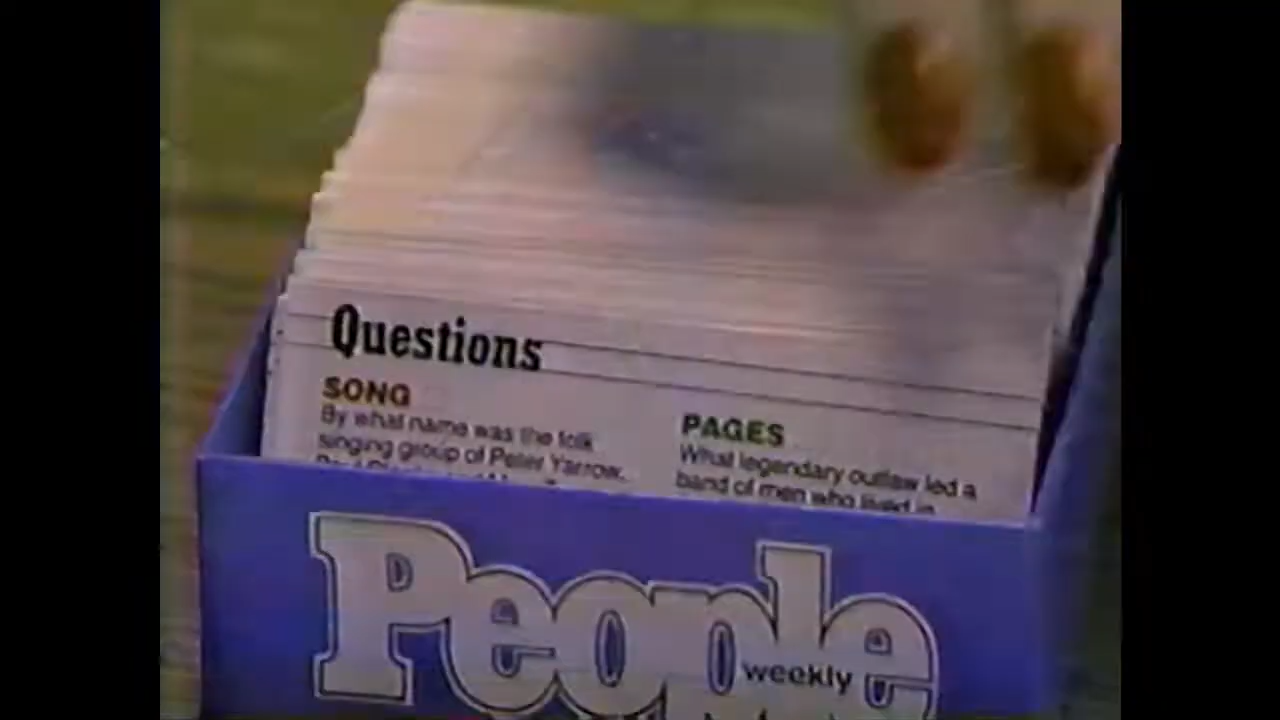 Questions
SONG
By what name was the folk
singing group of Peter Yarrow,
PAGES
What legendary outlaw led a
band of men who lived in
People
weekly